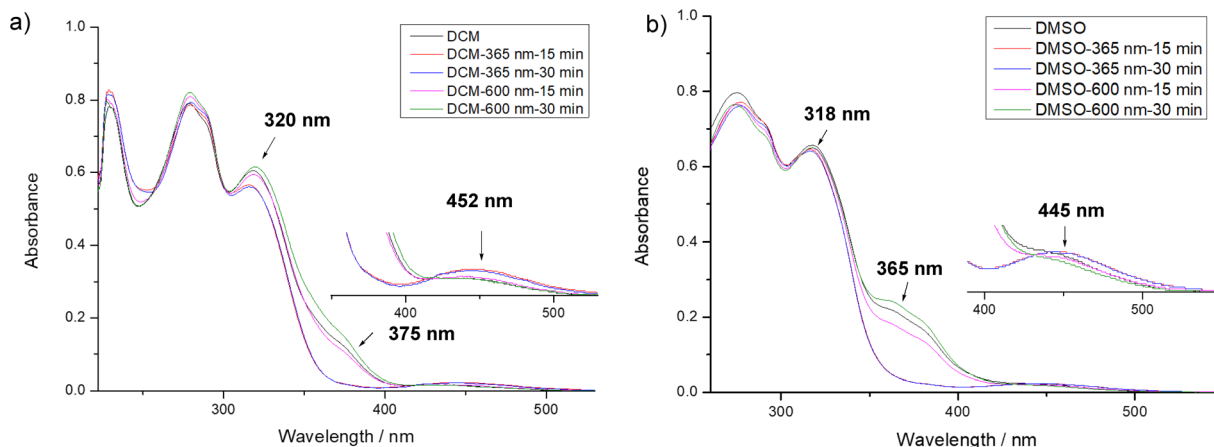 a)
1.0
0.8
0.6
0.4
0.2
0.0
Absorbance
DCM
DCM-365 nm-15 min
DCM-365 nm-30 min
DCM-600 nm-15 min
DCM-600 nm-30 min
320 nm
452 nm
375 nm
400
500
300
400
500
Wavelength / nm
b)
1.0
0.8
0.6
0.4
0.2
0.0
Absorbance
DMSO
DMSO-365 nm-15 min
DMSO-365 nm-30 min
DMSO-600 nm-15 min
DMSO-600 nm-30 min
318 nm
445 nm
365 nm
400
500
300
400
500
Wavelength / nm